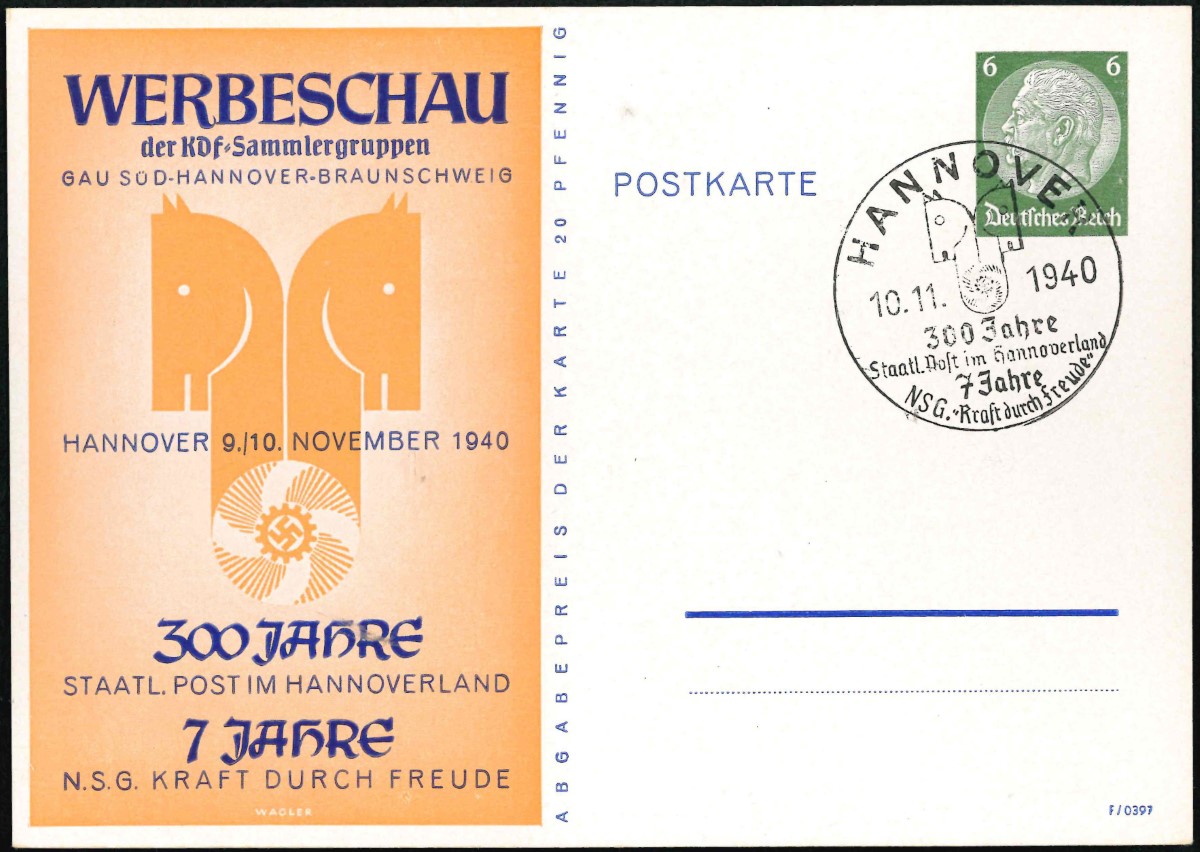 WERBESCHAU
der KDF-Sammlergruppen
GAU SÜD-HANNOVER-BRAUNSCHWEIG
HANNOVER 9./10. NOVEMBER 1940
300 JAHRE
STAATL. POST IM HANNOVERLAND
7 JAHRE
N.S.G. KRAFT DURCH FREUDE
WAGLER
ABGABEPREIS DER KARTE 20 PFENNIG
POSTKARTE
6 6
Deutsches Reich
HANNOVER
10.11. 1940
300 Jahre
Staatl. Post im Hannoverland
7 Jahre
NSG. "Kraft durch Freude"
F/0397